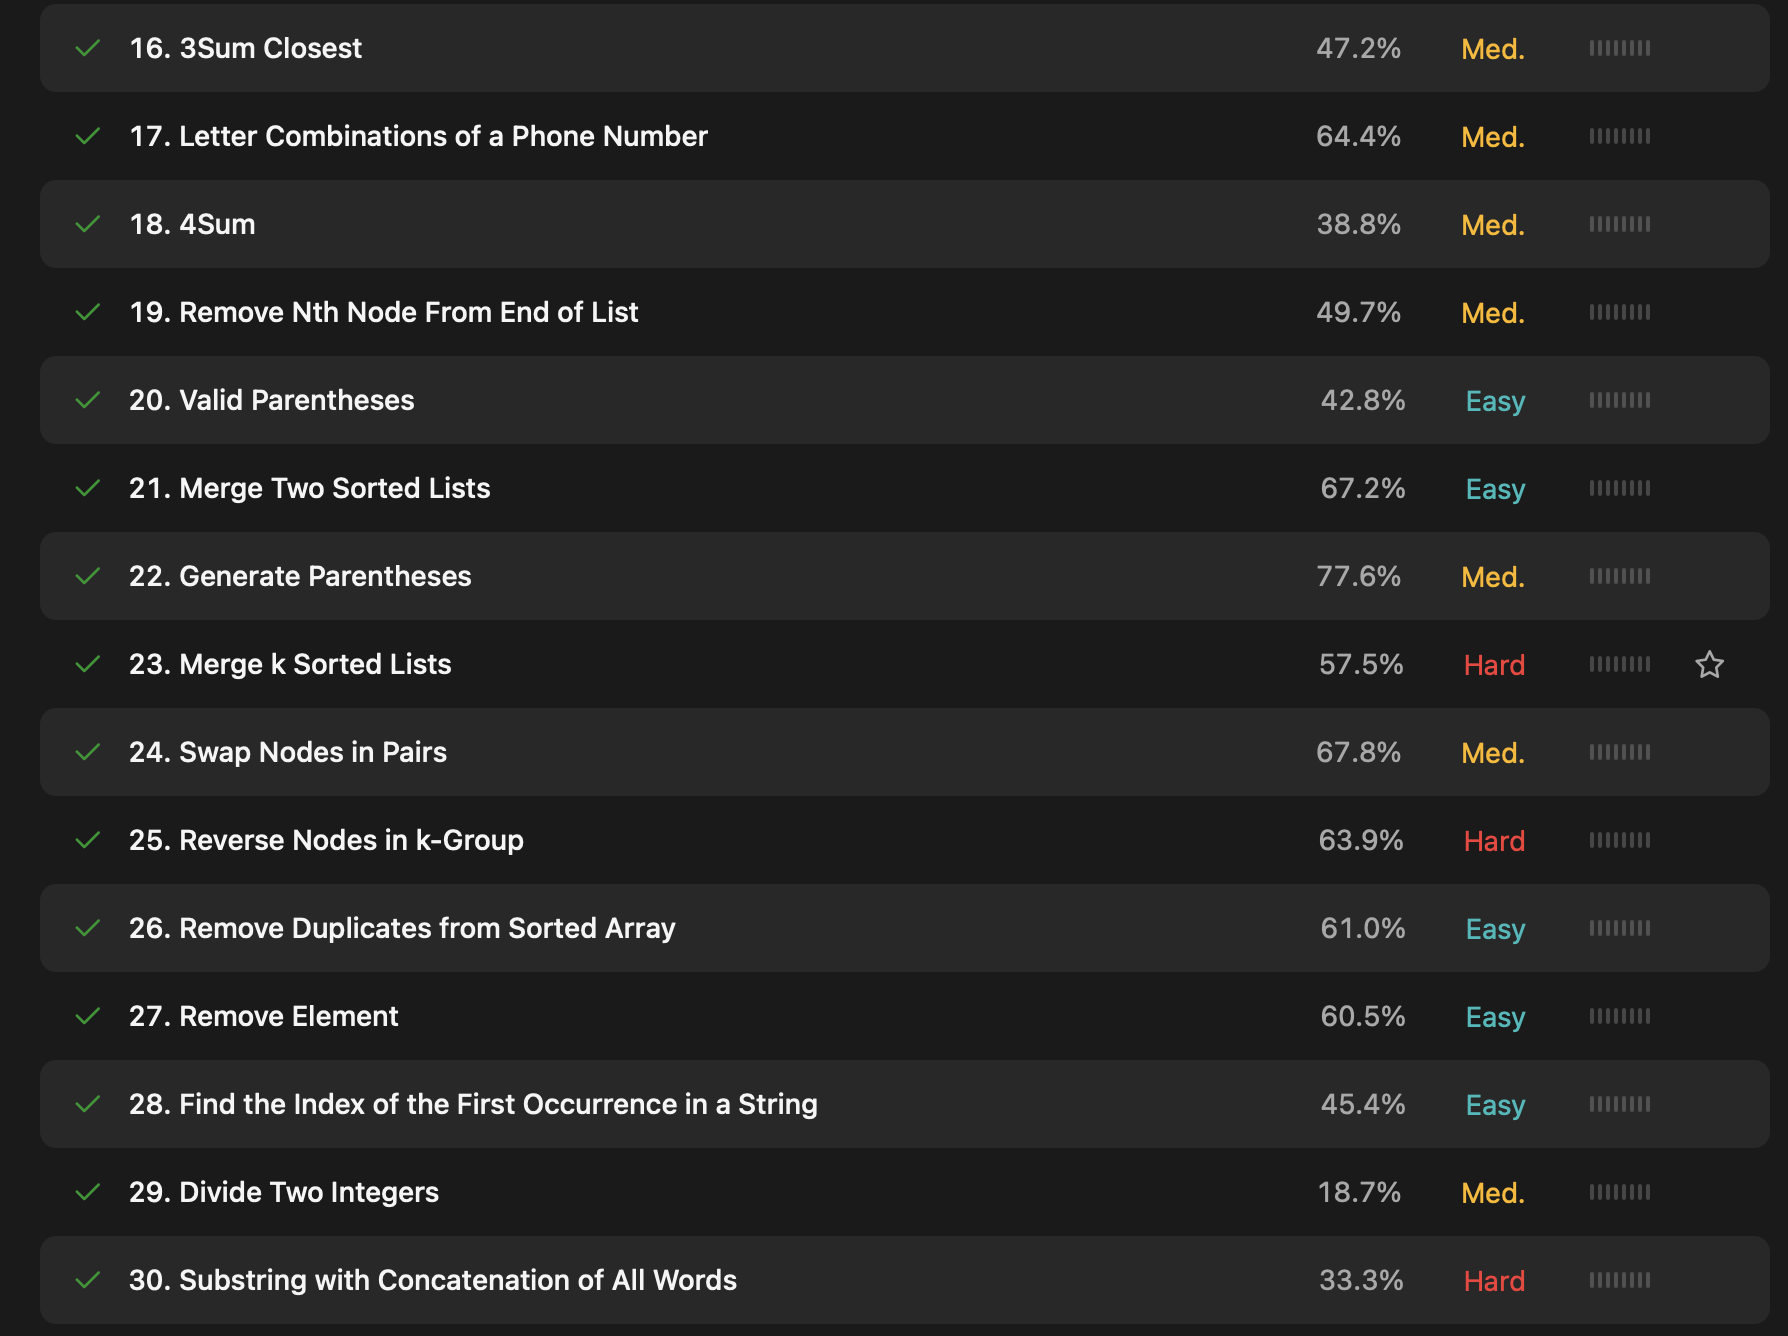 16. 3Sum Closest 47.2% Med.
17. Letter Combinations of a Phone Number 64.4% Med.
18. 4Sum 38.8% Med.
19. Remove Nth Node From End of List 49.7% Med.
20. Valid Parentheses 42.8% Easy
21. Merge Two Sorted Lists 67.2% Easy
22. Generate Parentheses 77.6% Med.
23. Merge k Sorted Lists 57.5% Hard
24. Swap Nodes in Pairs 67.8% Med.
25. Reverse Nodes in k-Group 63.9% Hard
26. Remove Duplicates from Sorted Array 61.0% Easy
27. Remove Element 60.5% Easy
28. Find the Index of the First Occurrence in a String 45.4% Easy
29. Divide Two Integers 18.7% Med.
30. Substring with Concatenation of All Words 33.3% Hard